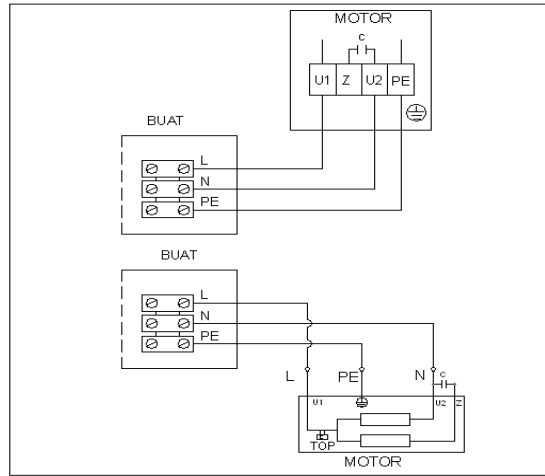 MOTOR
C
U1 Z U2 PE
BUAT
L
N
PE
BUAT
L
N
PE
L PE N C
U1 U2 Z
TOP
MOTOR